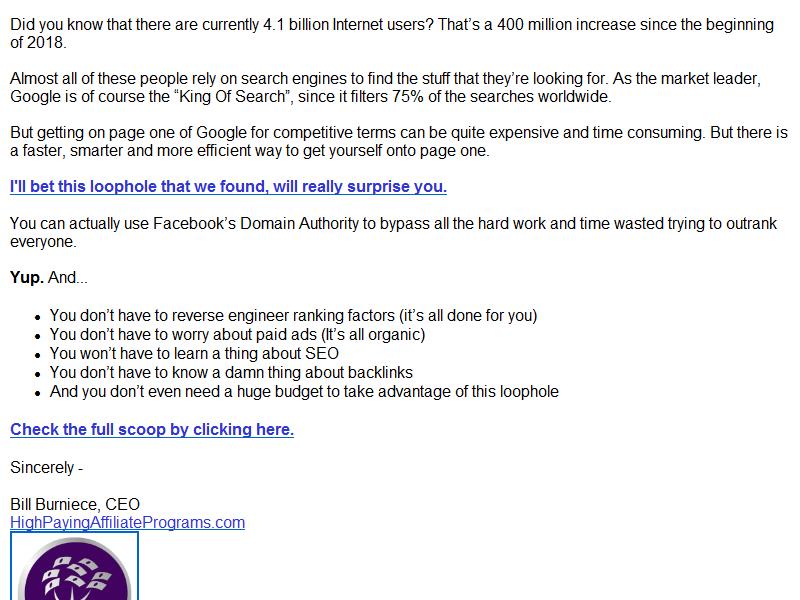 Did you know that there are currently 4.1 billion Internet users? That’s a 400 million increase since the beginning
of 2018.
Almost all of these people rely on search engines to find the stuff that they’re looking for. As the market leader,
Google is of course the “King Of Search”, since it filters 75% of the searches worldwide.
But getting on page one of Google for competitive terms can be quite expensive and time consuming. But there is
a faster, smarter and more efficient way to get yourself onto page one.
I'll bet this loophole that we found, will really surprise you.
You can actually use Facebook’s Domain Authority to bypass all the hard work and time wasted trying to outrank
everyone.
Yup. And...
• You don’t have to reverse engineer ranking factors (it’s all done for you)
• You don’t have to worry about paid ads (It’s all organic)
• You won’t have to learn a thing about SEO
• You don’t have to know a damn thing about backlinks
• And you don’t even need a huge budget to take advantage of this loophole
Check the full scoop by clicking here.
Sincerely -
Bill Burniece, CEO
HighPayingAffiliatePrograms.com